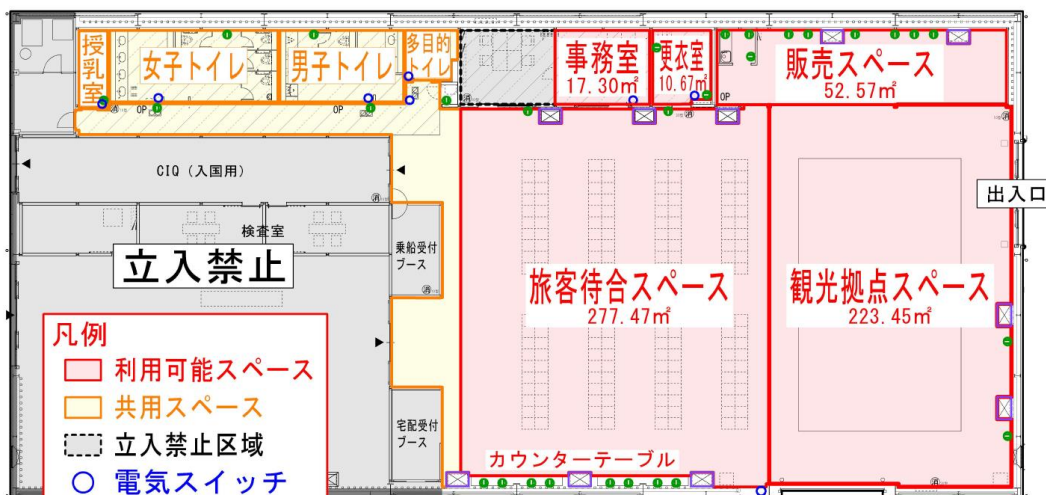 授乳室
女子トイレ
男子トイレ
多目的
トイレ
事務室
17.30㎡
更衣室
10.67㎡
販売スペース
52.57㎡
OP
OP
OP
CIQ (入国用)
検査室
乗船受付
ブース
立入禁止
出入口
旅客待合スペース
277.47㎡
観光拠点スペース
223.45㎡
宅配受付
ブース
カウンターテーブル
凡例
利用可能スペース
共用スペース
立入禁止区域
電気スイッチ